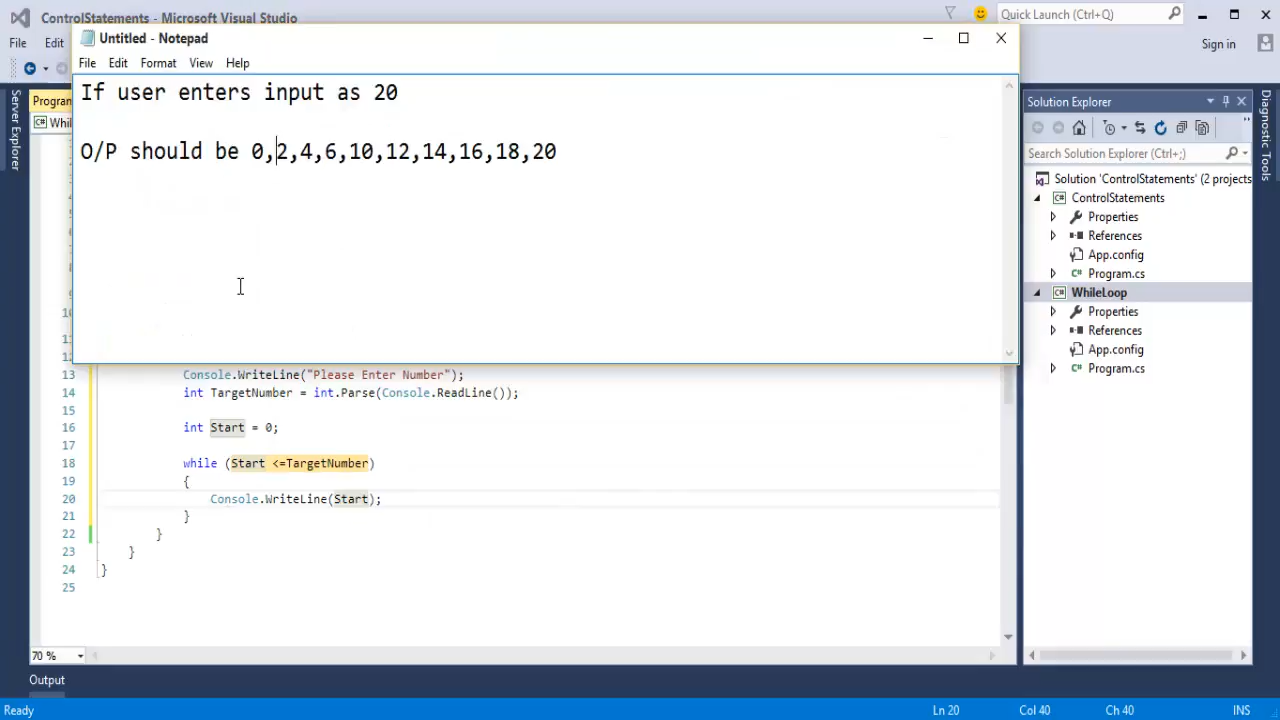 ControlStatements - Microsoft Visual Studio
Quick Launch (Ctrl+Q)
File Edit
Sign in
Untitled - Notepad
File Edit Format View Help
If user enters input as 20
O/P should be 0,2,4,6,10,12,14,16,18,20
Server Explorer
Program
Whil
13 Console.WriteLine("Please Enter Number");
14 int TargetNumber = int.Parse(Console.ReadLine());
15
16 int Start = 0;
17
18 while (Start <=TargetNumber)
19 {
20 Console.WriteLine(Start);
21 }
22 }
23 }
24 }
25
70 %
Output
Solution Explorer
Search Solution Explorer (Ctrl+;)
Solution 'ControlStatements' (2 projects
ControlStatements
Properties
References
App.config
Program.cs
WhileLoop
Properties
References
App.config
Program.cs
Diagnostic Tools
Ready
Ln 20 Col 40 Ch 40 INS